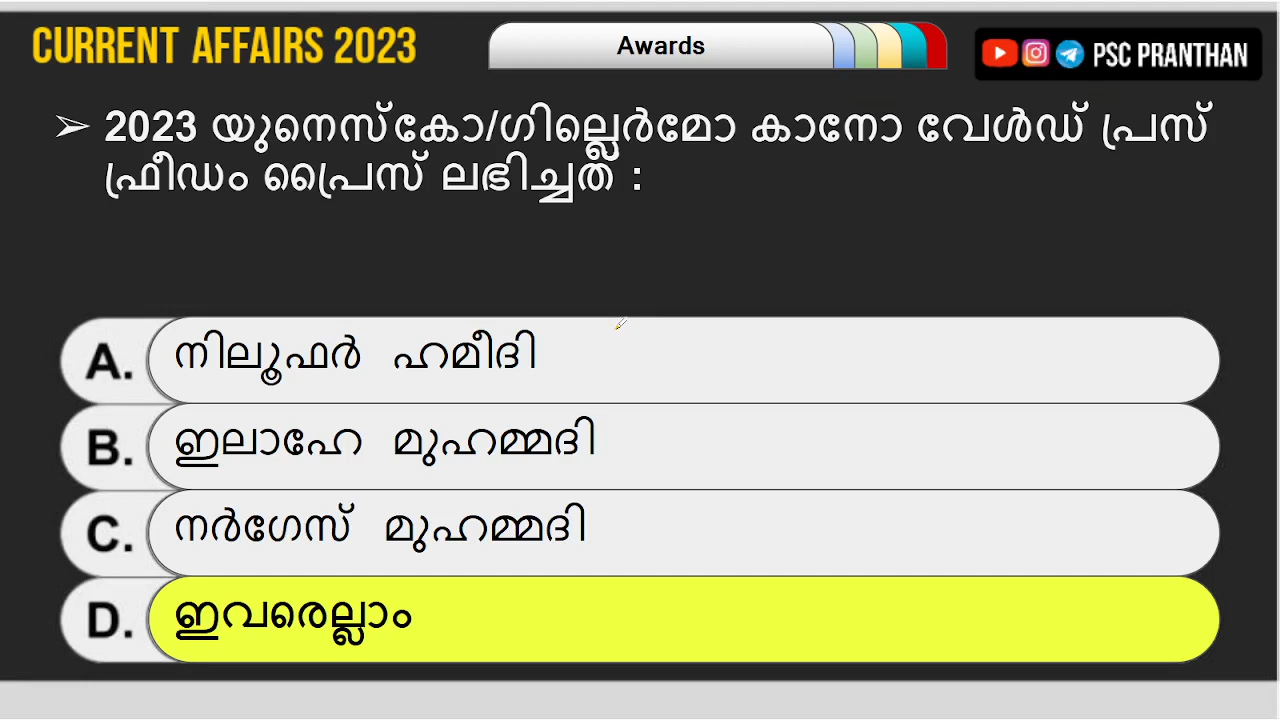 CURRENT AFFAIRS 2023
Awards
PSC PRANTHAN
➢ 2023 യുനെസ്കോ/ഗില്ലെർമോ കാനോ വേൾഡ് പ്രസ്
ഫ്രീഡം പ്രൈസ് ലഭിച്ചത് :
A. നിലൂഫർ ഹമീദി
B. ഇലാഹേ മുഹമ്മദി
C. നർഗേസ് മുഹമ്മദി
D. ഇവരെല്ലാം